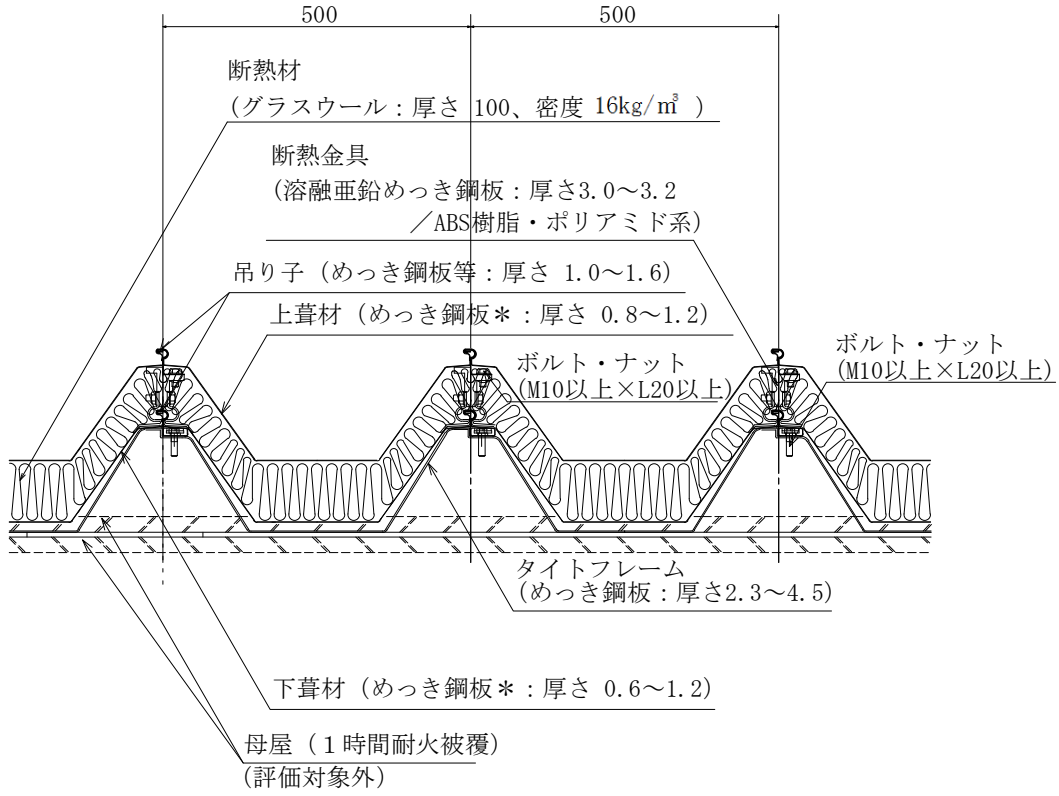 500
500
断熱材
(グラスウール：厚さ 100、密度 16kg/㎥ )
断熱金具
(溶融亜鉛めっき鋼板：厚さ3.0～3.2
／ABS樹脂・ポリアミド系)
吊り子 (めっき鋼板等：厚さ 1.0～1.6)
上葺材 (めっき鋼板＊：厚さ 0.8～1.2)
ボルト・ナット
(M10以上×L20以上)
ボルト・ナット
(M10以上×L20以上)
タイトフレーム
(めっき鋼板：厚さ2.3～4.5)
下葺材 (めっき鋼板＊：厚さ 0.6～1.2)
母屋 (１時間耐火被覆)
(評価対象外)